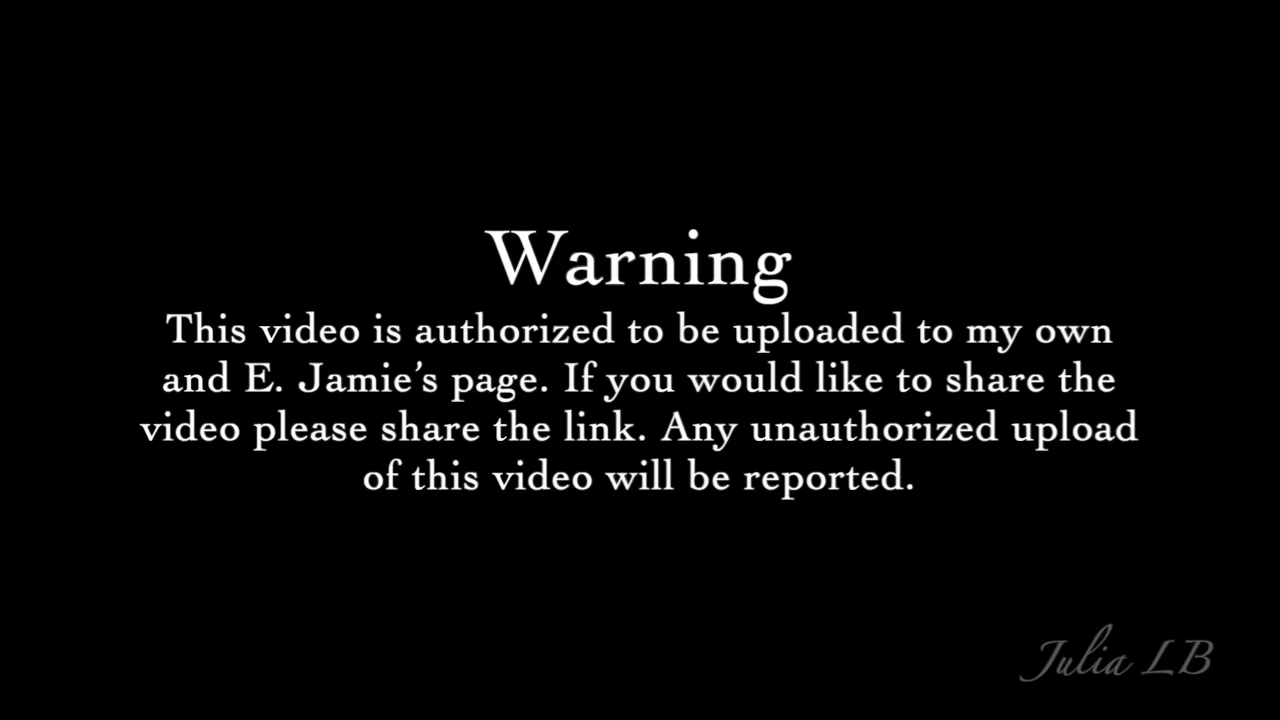 Warning
This video is authorized to be uploaded to my own
and E. Jamie’s page. If you would like to share the
video please share the link. Any unauthorized upload
of this video will be reported.
Julia LB